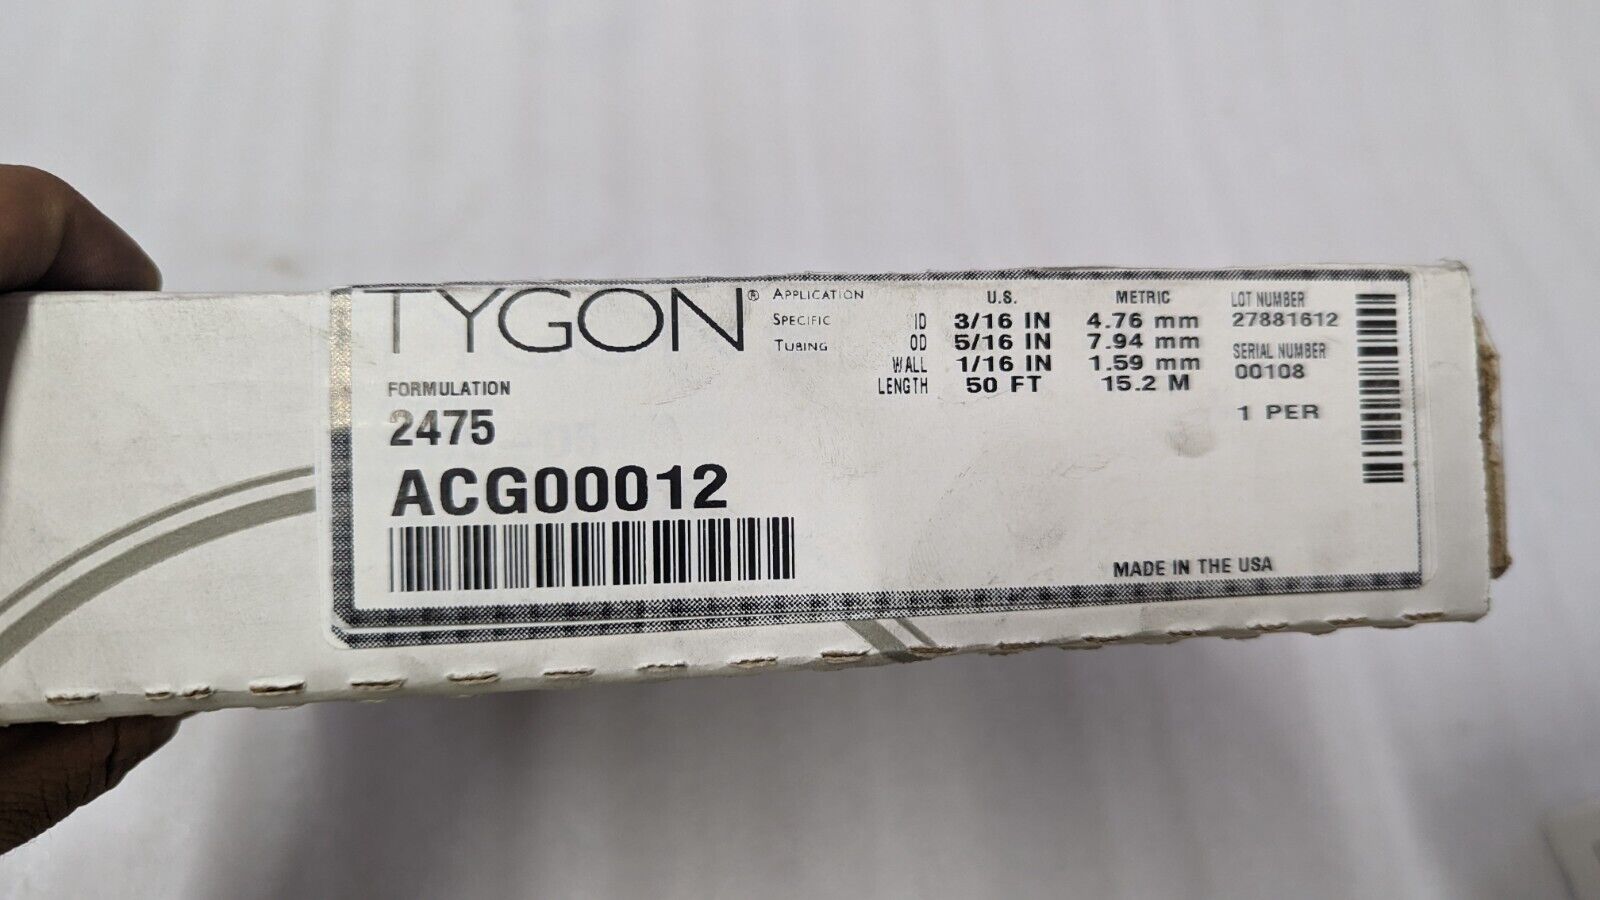 TYGON® APPLICATION
SPECIFIC
TUBING
U.S. METRIC
ID 3/16 IN 4.76 mm
OD 5/16 IN 7.94 mm
WALL 1/16 IN 1.59 mm
LENGTH 50 FT 15.2 M
LOT NUMBER
27881612
SERIAL NUMBER
00108
1 PER
FORMULATION
2475
ACG00012
MADE IN THE USA